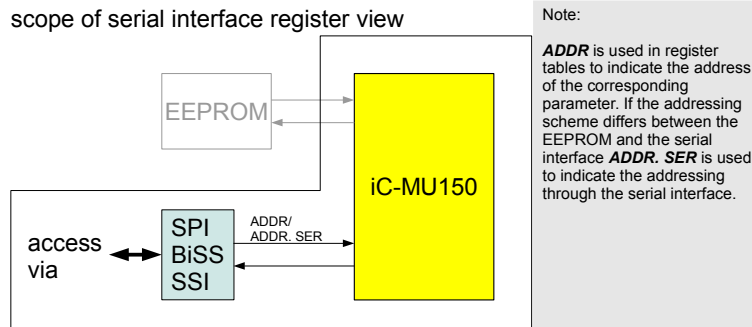 scope of serial interface register view
EEPROM
iC-MU150
access
via
SPI
BiSS
SSI
ADDR/
ADDR. SER
Note:
ADDR is used in register
tables to indicate the address
of the corresponding
parameter. If the addressing
scheme differs between the
EEPROM and the serial
interface ADDR. SER is used
to indicate the addressing
through the serial interface.